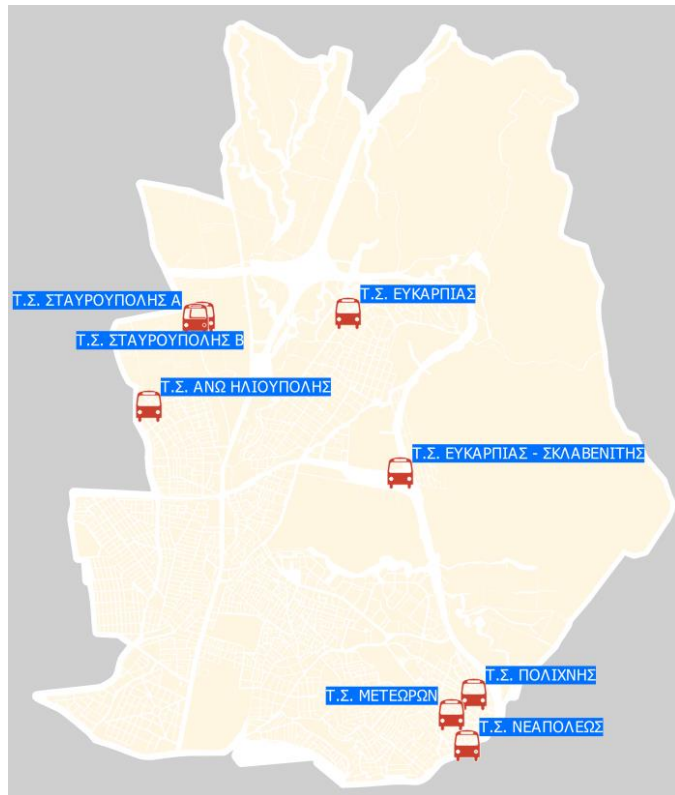 Τ.Σ. ΕΥΚΑΡΠΙΑΣ
Τ.Σ. ΣΤΑΥΡΟΥΠΟΛΗΣ Α
Τ.Σ. ΣΤΑΥΡΟΥΠΟΛΗΣ Β
Τ.Σ. ΑΝΩ ΗΛΙΟΥΠΟΛΗΣ
Τ.Σ. ΕΥΚΑΡΠΙΑΣ - ΣΚΛΑΒΕΝΙΤΗΣ
Τ.Σ. ΠΟΛΙΧΝΗΣ
Τ.Σ. ΜΕΤΕΩΡΩΝ
Τ.Σ. ΝΕΑΠΟΛΕΩΣ